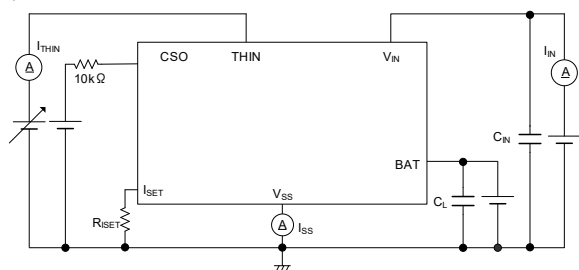 I_THIN
A
10kΩ
CSO
THIN
V_IN
I_IN
A
C_IN
BAT
I_SET
R_ISET
V_SS
A
I_SS
C_L